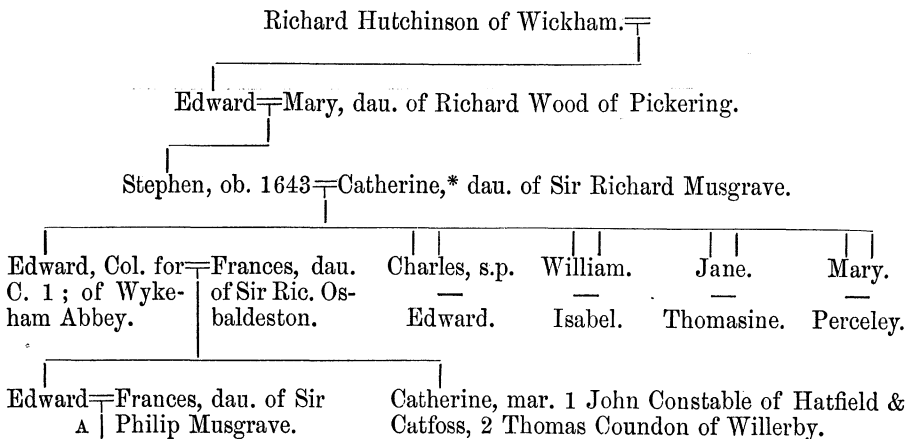 Richard Hutchinson of Wickham.
Edward Mary, dau. of Richard Wood of Pickering.
Stephen, ob. 1643 Catherine,* dau. of Sir Richard Musgrave.
Edward, Col. for Frances, dau. Charles, s.p. William. Jane. Mary.
C. 1 ; of Wyke- of Sir Ric. Os- — — — —
ham Abbey. baldeston. Edward. Isabel. Thomasine. Perceley.
Edward Frances, dau. of Sir Catherine, mar. 1 John Constable of Hatfield &
A Philip Musgrave. Catfoss, 2 Thomas Coundon of Willerby.